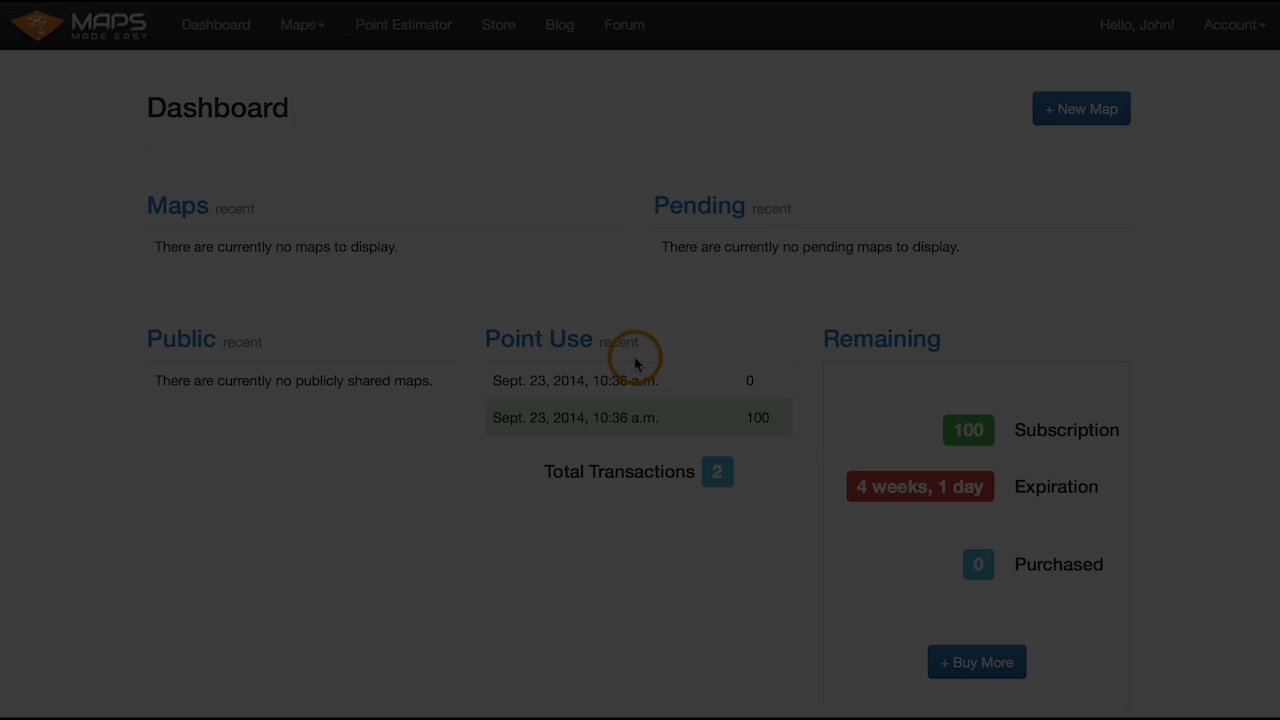 MAPS
MADE EASY
Dashboard Maps Point Estimator Store Blog Forum Hello, John! Account
Dashboard
+ New Map
Maps recent
There are currently no maps to display.
Pending recent
There are currently no pending maps to display.
Public recent
There are currently no publicly shared maps.
Point Use recent
Sept. 23, 2014, 10:36 a.m. 0
Sept. 23, 2014, 10:36 a.m. 100
Total Transactions 2
Remaining
100 Subscription
4 weeks, 1 day Expiration
0 Purchased
+ Buy More